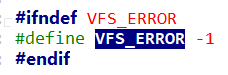 #ifndef VFS_ERROR
#define VFS_ERROR -1
#endif